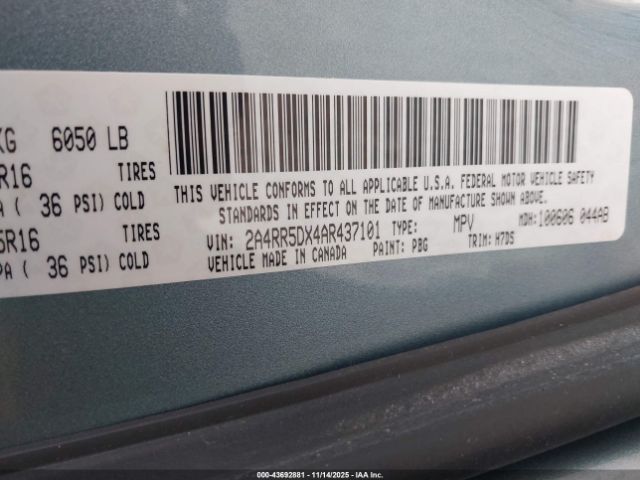 KG 6050 LB
R16 TIRES
A ( 36 PSI) COLD
5R16 TIRES
PA ( 36 PSI) COLD
THIS VEHICLE CONFORMS TO ALL APPLICABLE U.S.A. FEDERAL MOTOR VEHICLE SAFETY
STANDARDS IN EFFECT ON THE DATE OF MANUFACTURE SHOWN ABOVE.
VIN: 2A4RR5DX4AR437101 TYPE: MPV MDH: 100606 044AB
VEHICLE MADE IN CANADA PAINT: PBG TRIM: H7DS
00-43692881 - 11/14/2025 - IAA Inc.